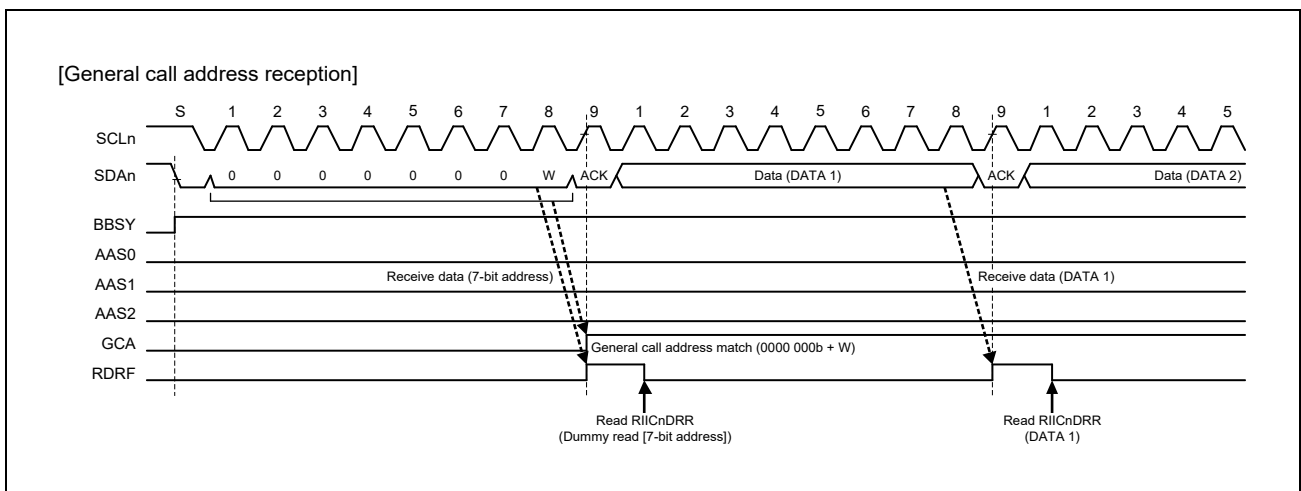 [General call address reception]
S 1 2 3 4 5 6 7 8 9 1 2 3 4 5 6 7 8 9 1 2 3 4 5
SCLn
SDAn 0 0 0 0 0 0 0 W ACK Data (DATA 1) ACK Data (DATA 2)
BBSY
AAS0
Receive data (7-bit address) Receive data (DATA 1)
AAS1
AAS2
GCA
General call address match (0000 000b + W)
RDRF
Read RIICnDRR Read RIICnDRR
(Dummy read [7-bit address]) (DATA 1)